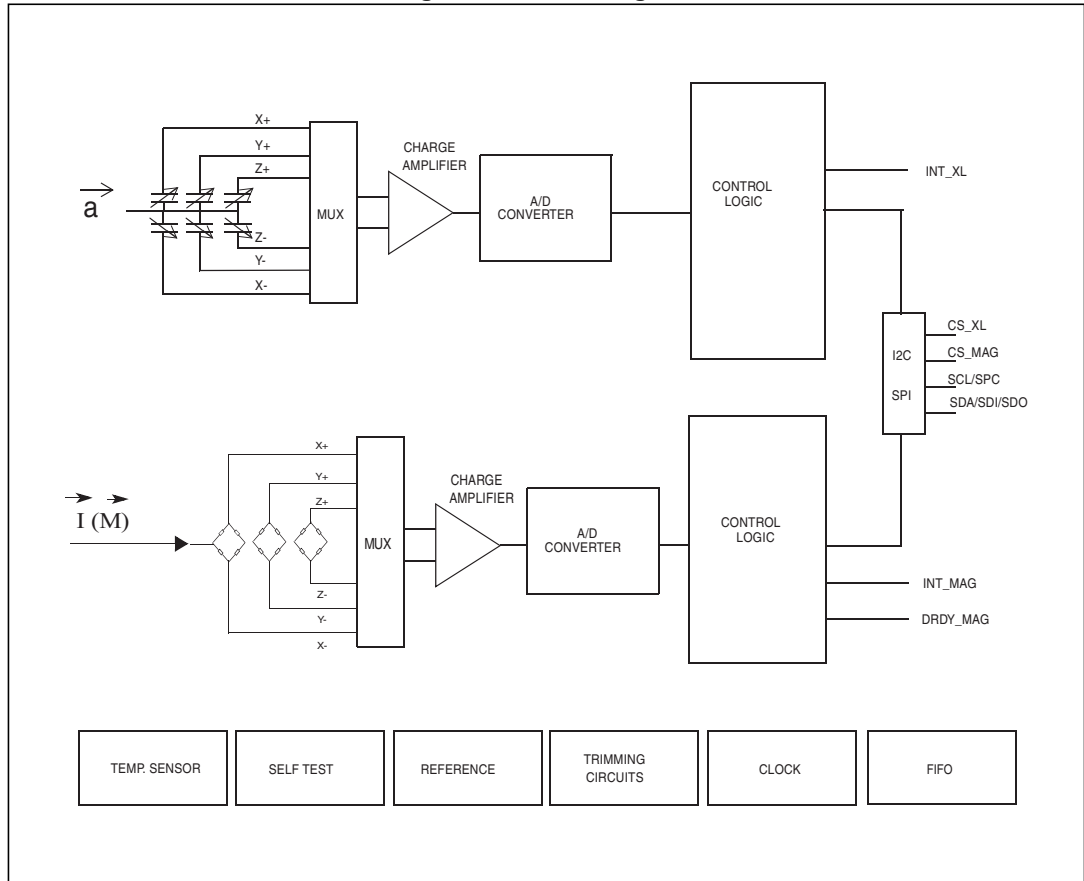 X+
Y+
Z+
a
Z-
Y-
X-
MUX
CHARGE
AMPLIFIER
A/D
CONVERTER
CONTROL
LOGIC
INT_XL
I2C
SPI
CS_XL
CS_MAG
SCL/SPC
SDA/SDI/SDO
X+
Y+
Z+
I (M)
Z-
Y-
X-
MUX
CHARGE
AMPLIFIER
A/D
CONVERTER
CONTROL
LOGIC
INT_MAG
DRDY_MAG
TEMP. SENSOR
SELF TEST
REFERENCE
TRIMMING
CIRCUITS
CLOCK
FIFO